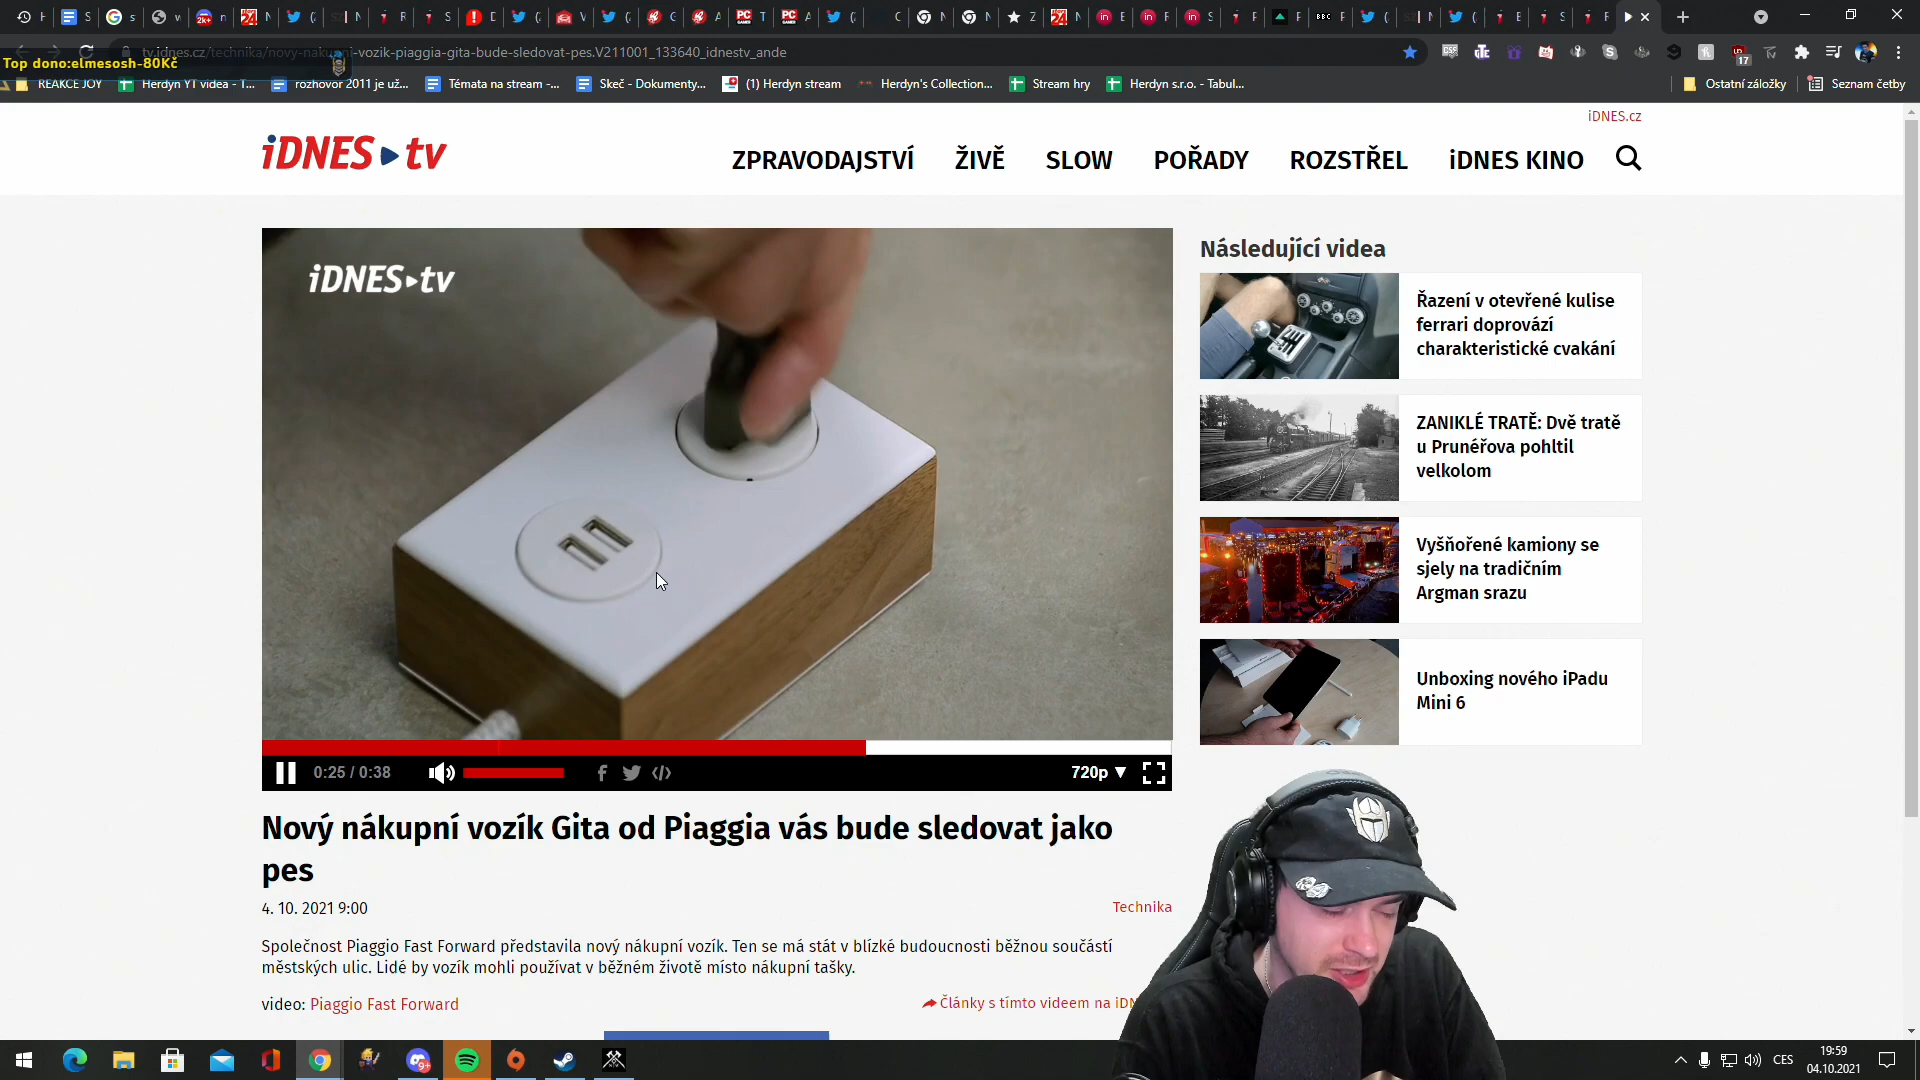 tv.idnes.cz/technika/novy-nakupni-vozik-piaggia-gita-bude-sledovat-pes.V211001_133640_idnestv_ande
Top dono:elmesosh-80Kč
REAKCE JOY
Herdyn YT videa - T...
rozhovor 2011 je už...
Témata na stream -...
Skeč - Dokumenty...
(1) Herdyn stream
Herdyn's Collection...
Stream hry
Herdyn s.r.o. - Tabul...
Ostatní záložky
Seznam četby
17
iDNES.cz
iDNES tv
ZPRAVODAJSTVÍ
ŽIVĚ
SLOW
POŘADY
ROZSTŘEL
iDNES KINO
iDNES tv
Následující videa
Řazení v otevřené kulise
ferrari doprovází
charakteristické cvakání
ZANIKLÉ TRATĚ: Dvě tratě
u Prunéřova pohltil
velkolom
Vyšňořené kamiony se
sjely na tradičním
Argman srazu
Unboxing nového iPadu
Mini 6
0:25 / 0:38
720p
Nový nákupní vozík Gita od Piaggia vás bude sledovat jako
pes
4. 10. 2021 9:00
Technika
Společnost Piaggio Fast Forward představila nový nákupní vozík. Ten se má stát v blízké budoucnosti běžnou součástí
městských ulic. Lidé by vozík mohli používat v běžném životě místo nákupní tašky.
video: Piaggio Fast Forward
Články s tímto videem na iDN
CES
19:59
04.10.2021